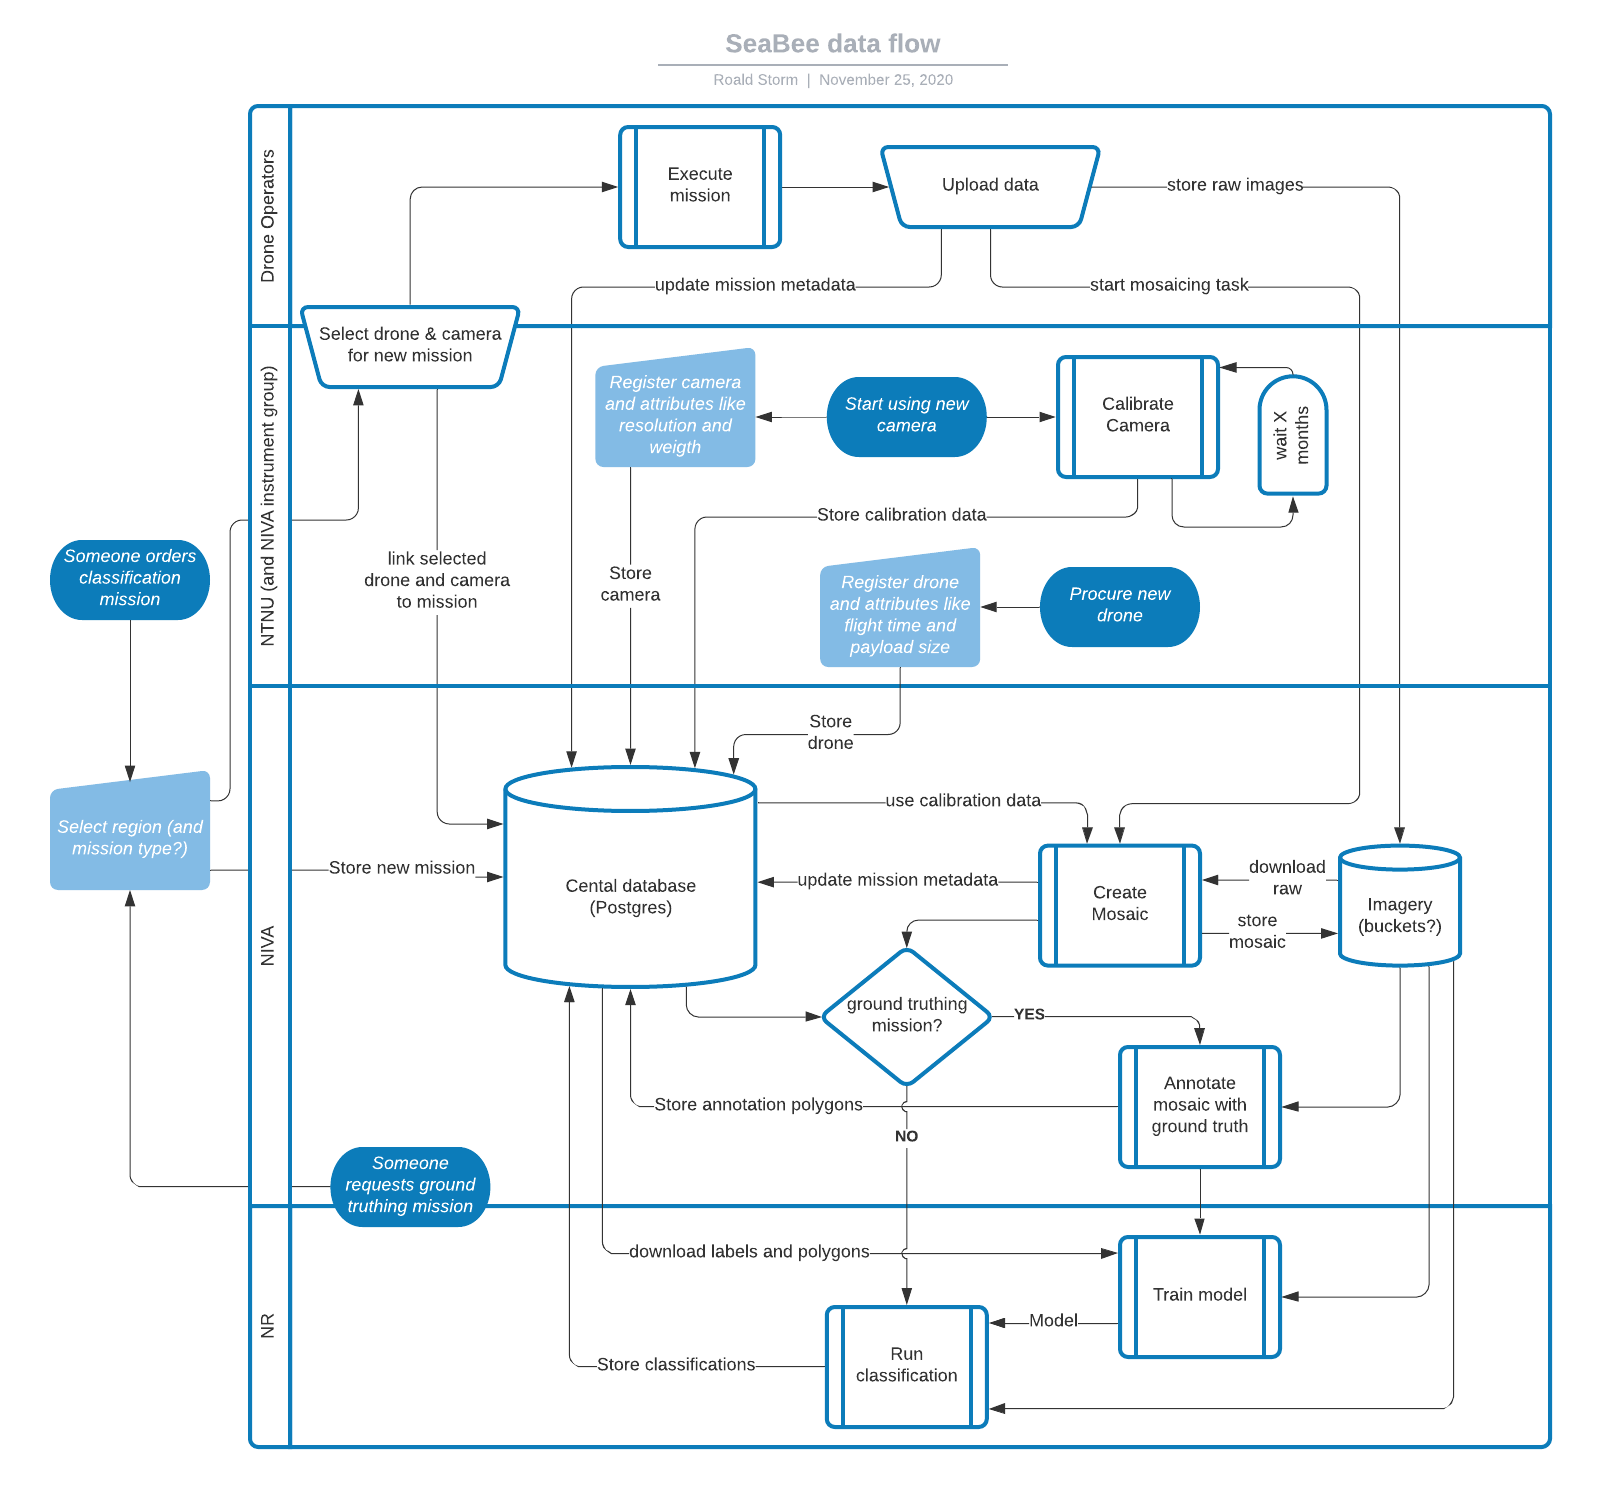 SeaBee data flow
Roald Storm | November 25, 2020
Drone Operators
Execute
mission
Upload data
store raw images
update mission metadata
start mosaicing task
Select drone & camera
for new mission
NTNU (and NIVA instrument group)
Register camera
and attributes like
resolution and
weigth
Start using new
camera
Calibrate
Camera
wait X
months
Store calibration data
Someone orders
classification
mission
link selected
drone and camera
to mission
Store
camera
Register drone
and attributes like
flight time and
payload size
Procure new
drone
Store
drone
NIVA
Select region (and
mission type?)
Store new mission
Cental database
(Postgres)
use calibration data
update mission metadata
Create
Mosaic
download
raw
store
mosaic
Imagery
(buckets?)
ground truthing
mission?
YES
Annotate
mosaic with
ground truth
Store annotation polygons
NO
Someone
requests ground
truthing mission
NR
download labels and polygons
Train model
Model
Run
classification
Store classifications